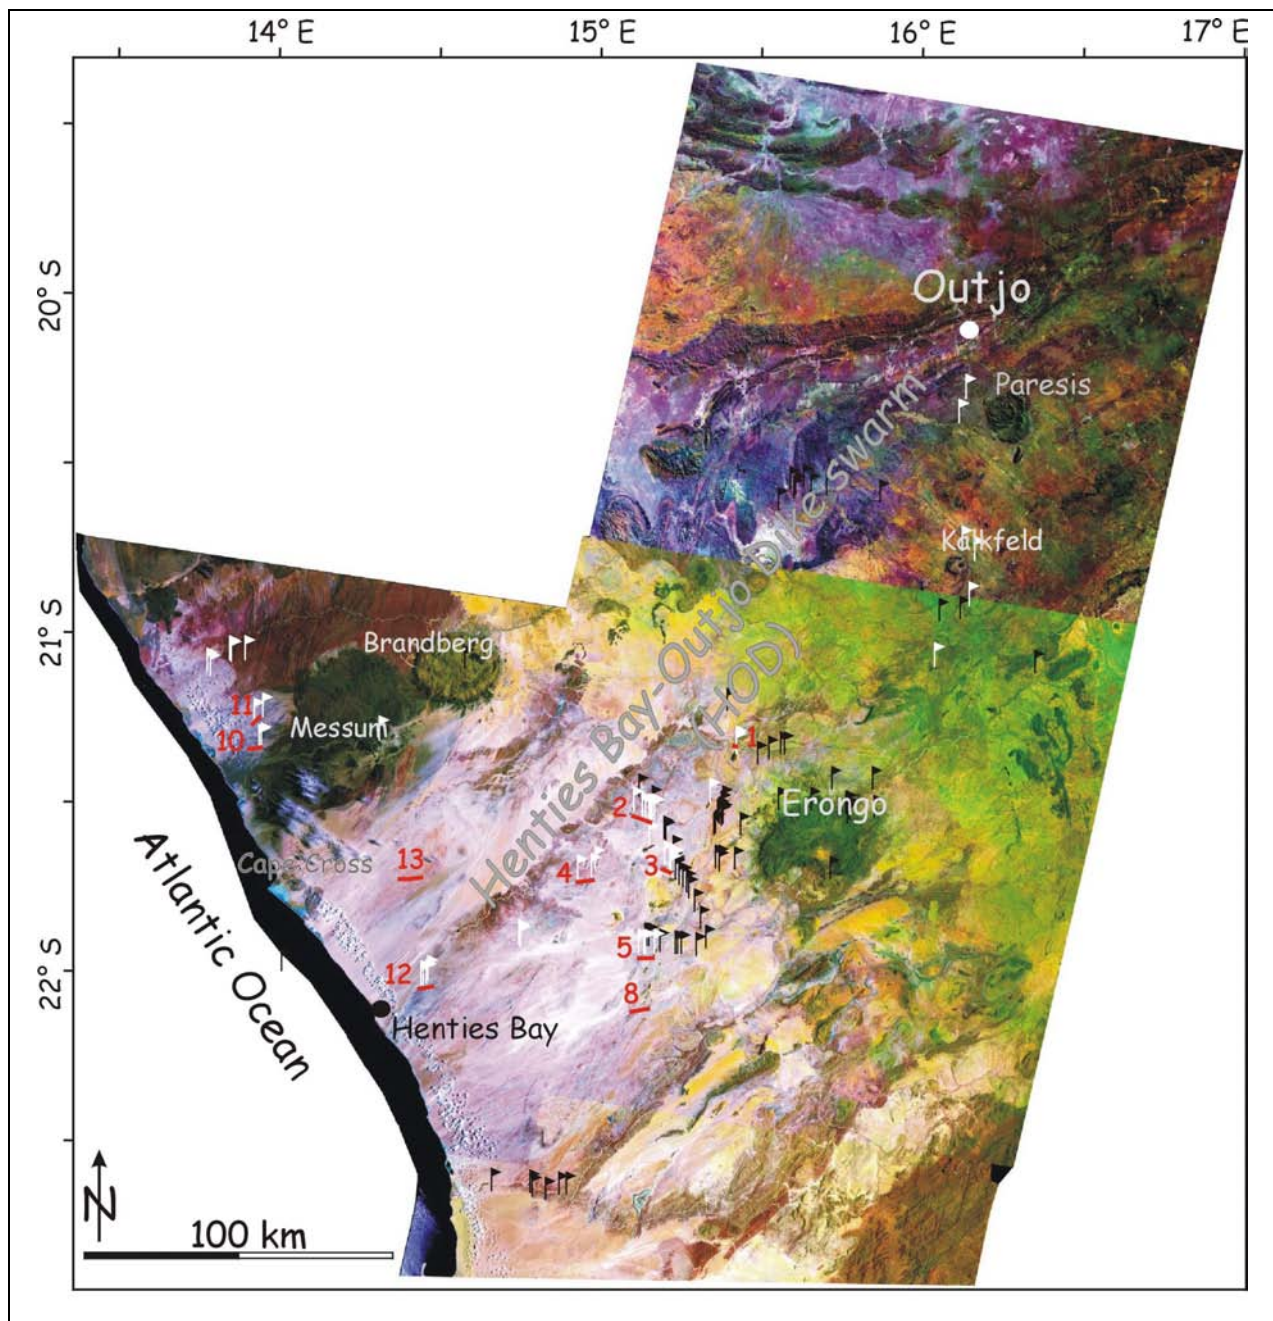 14° E 15° E 16° E 17° E
20° S
Outjo
Paresis
Kalkfeld
Henties Bay-Outjo Dike swarm
(HOD)
21° S
Brandberg
11
Messum
10
1
2
Erongo
Cape Cross
13
4
3
Atlantic Ocean
5
22° S
12
8
Henties Bay
N
100 km